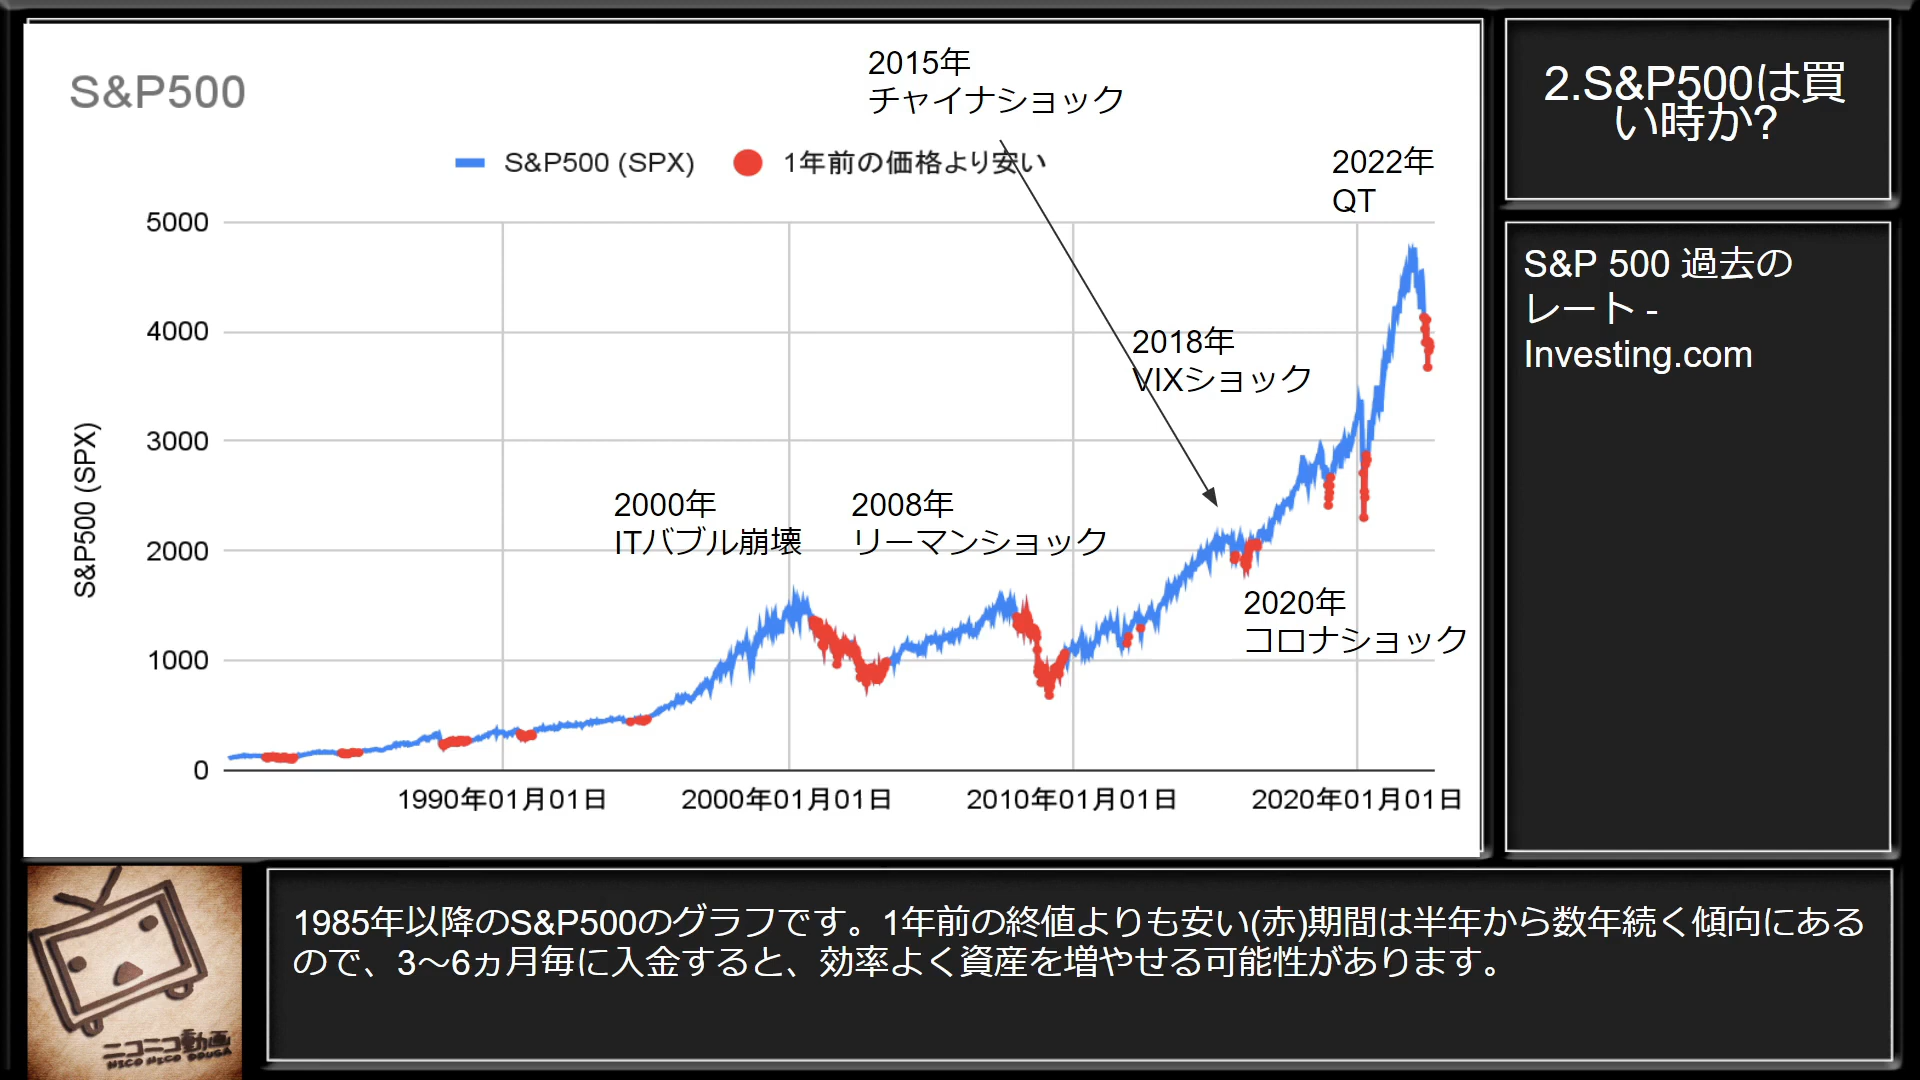 S&P500
2015年
チャイナショック
S&P500 (SPX)
1年前の価格より安い
2022年
QT
5000
4000
3000
2000
1000
0
S&P500 (SPX)
2018年
VIXショック
2000年
ITバブル崩壊
2008年
リーマンショック
2020年
コロナショック
1990年01月01日
2000年01月01日
2010年01月01日
2020年01月01日
2.S&P500は買
い時か?
S&P 500 過去の
レート -
Investing.com
ニコニコ動画
NICO NICO DOUGA
1985年以降のS&P500のグラフです。1年前の終値よりも安い(赤)期間は半年から数年続く傾向にある
ので、3〜6ヵ月毎に入金すると、効率よく資産を増やせる可能性があります。